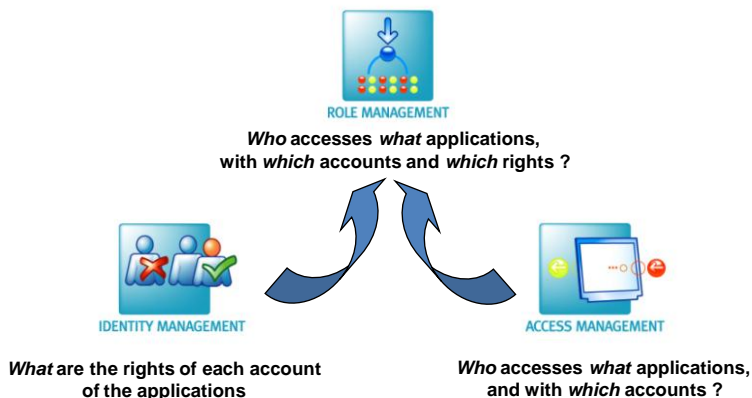 ROLE MANAGEMENT
Who accesses what applications,
with which accounts and which rights ?
IDENTITY MANAGEMENT
What are the rights of each account
of the applications
ACCESS MANAGEMENT
Who accesses what applications,
and with which accounts ?